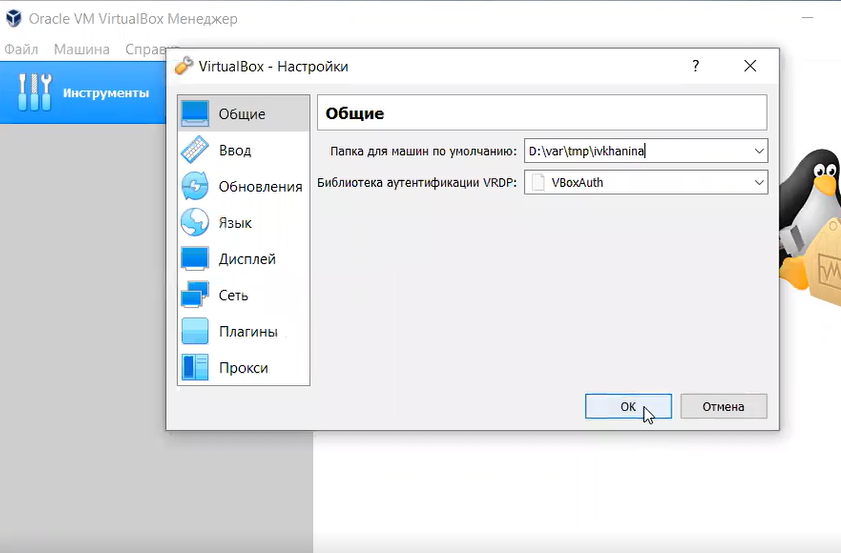 Oracle VM VirtualBox Менеджер
Файл Машина Справка
VirtualBox - Настройки
?
Инструменты
Общие
Ввод
Обновления
Язык
Дисплей
Сеть
Плагины
Прокси
Общие
Папка для машин по умолчанию: D:\var\tmp\ivkhanina
Библиотека аутентификации VRDP: VBoxAuth
OK Отмена